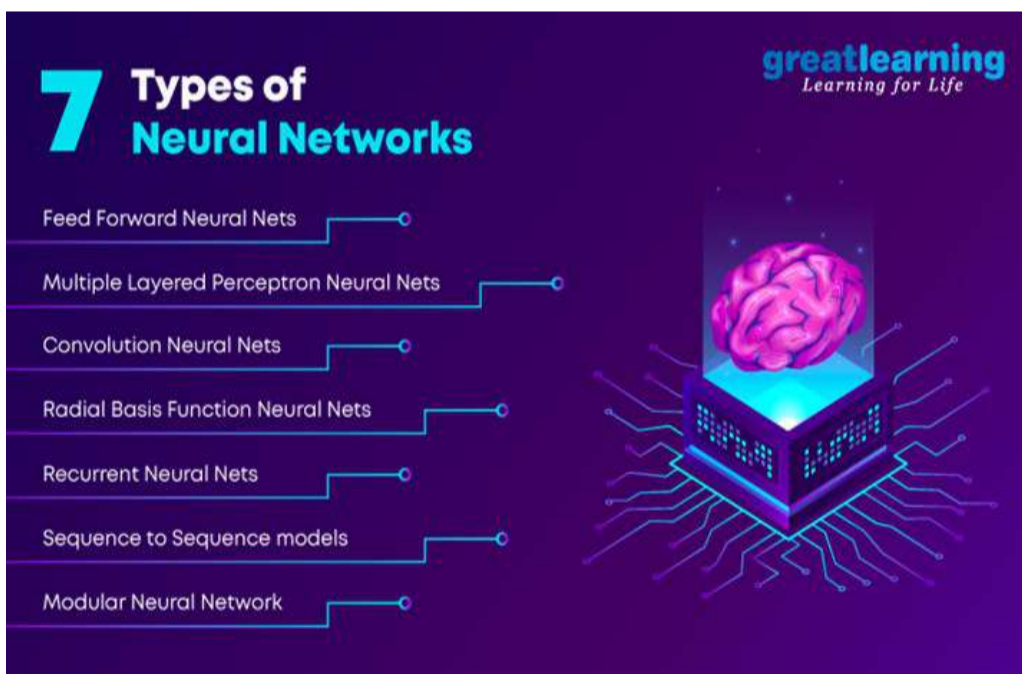 7 Types of
Neural Networks
greatlearning
Learning for Life
Feed Forward Neural Nets
Multiple Layered Perceptron Neural Nets
Convolution Neural Nets
Radial Basis Function Neural Nets
Recurrent Neural Nets
Sequence to Sequence models
Modular Neural Network